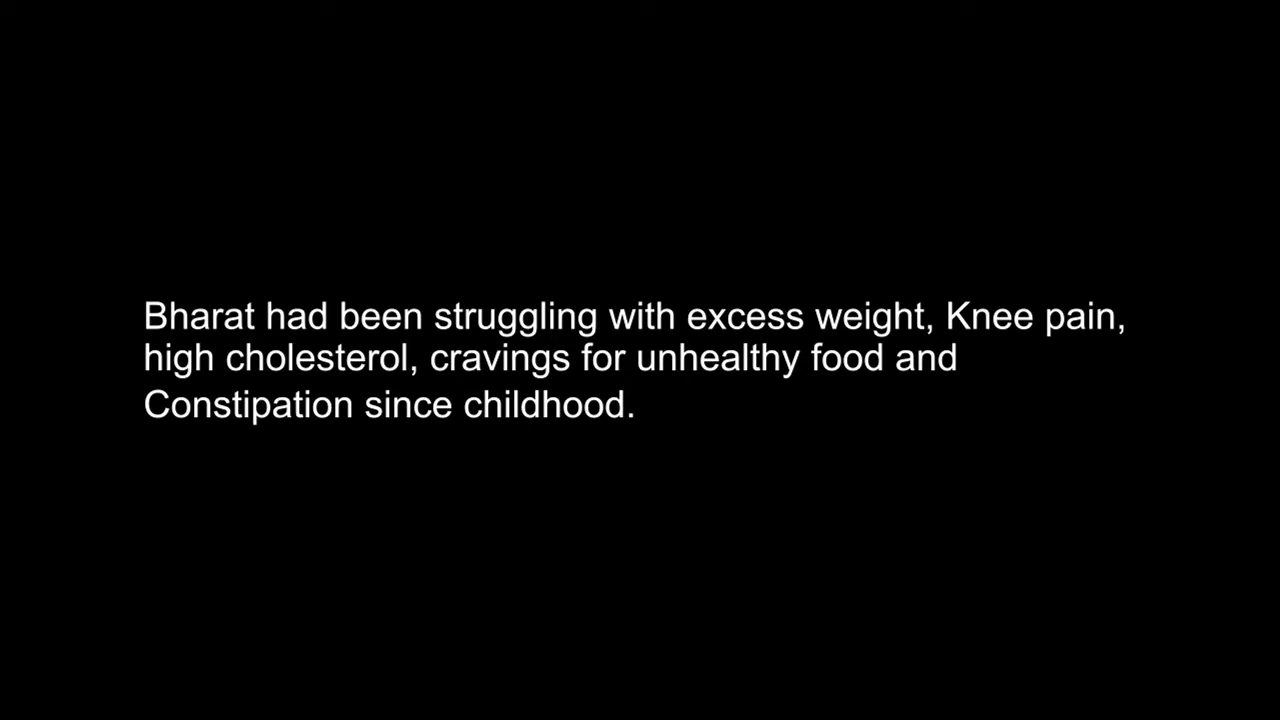 Bharat had been struggling with excess weight, Knee pain,
high cholesterol, cravings for unhealthy food and
Constipation since childhood.